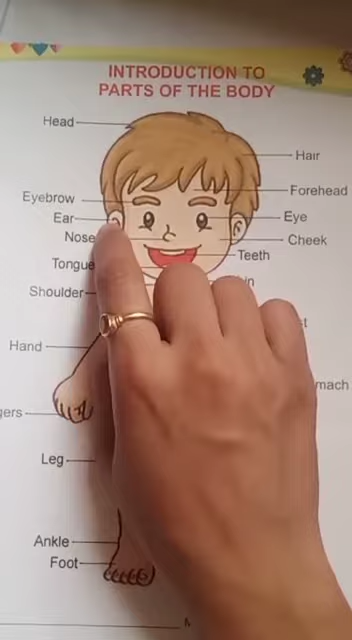 INTRODUCTION TO
PARTS OF THE BODY
Head
Hair
Forehead
Eyebrow
Ear
Eye
Nose
Cheek
Teeth
Tongue
Shoulder
Hand
Leg
Ankle
Foot